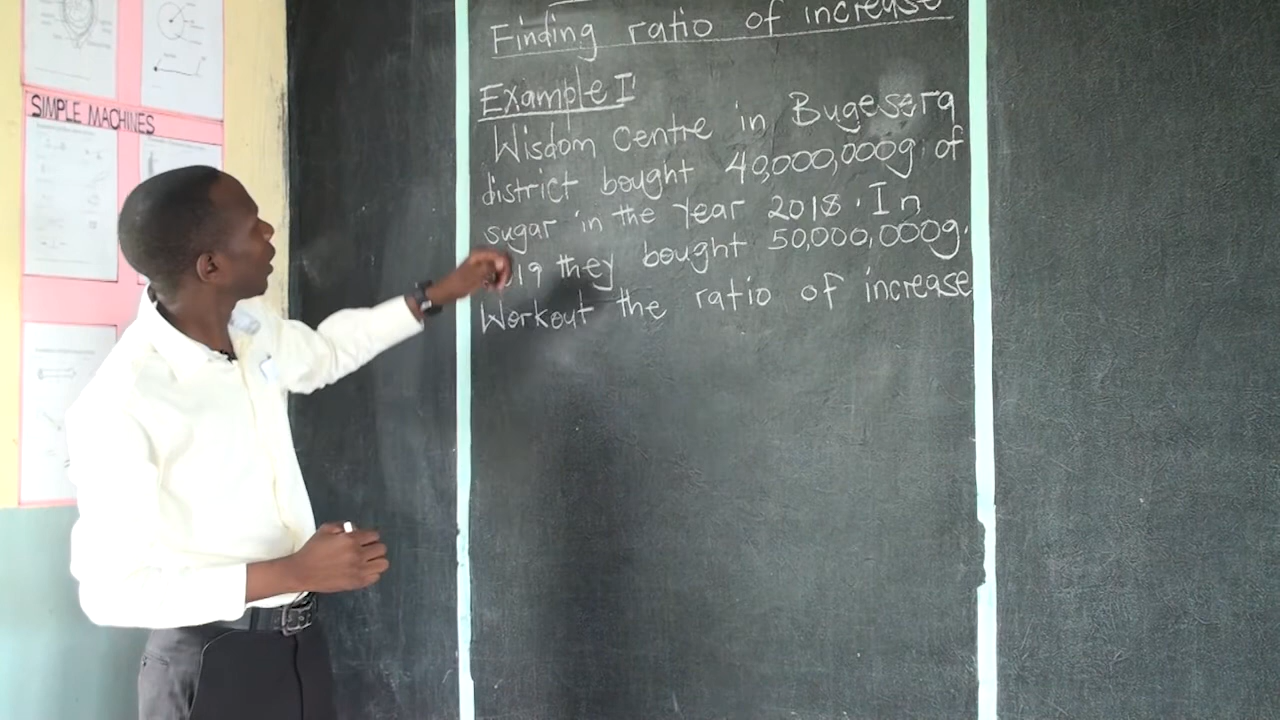 Finding ratio of increase
Example I
Wisdom Centre in Bugesera
district bought 40,000,000g of
sugar in the year 2018. In
19 they bought 50,000,000g.
Workout the ratio of increase
SIMPLE MACHINES